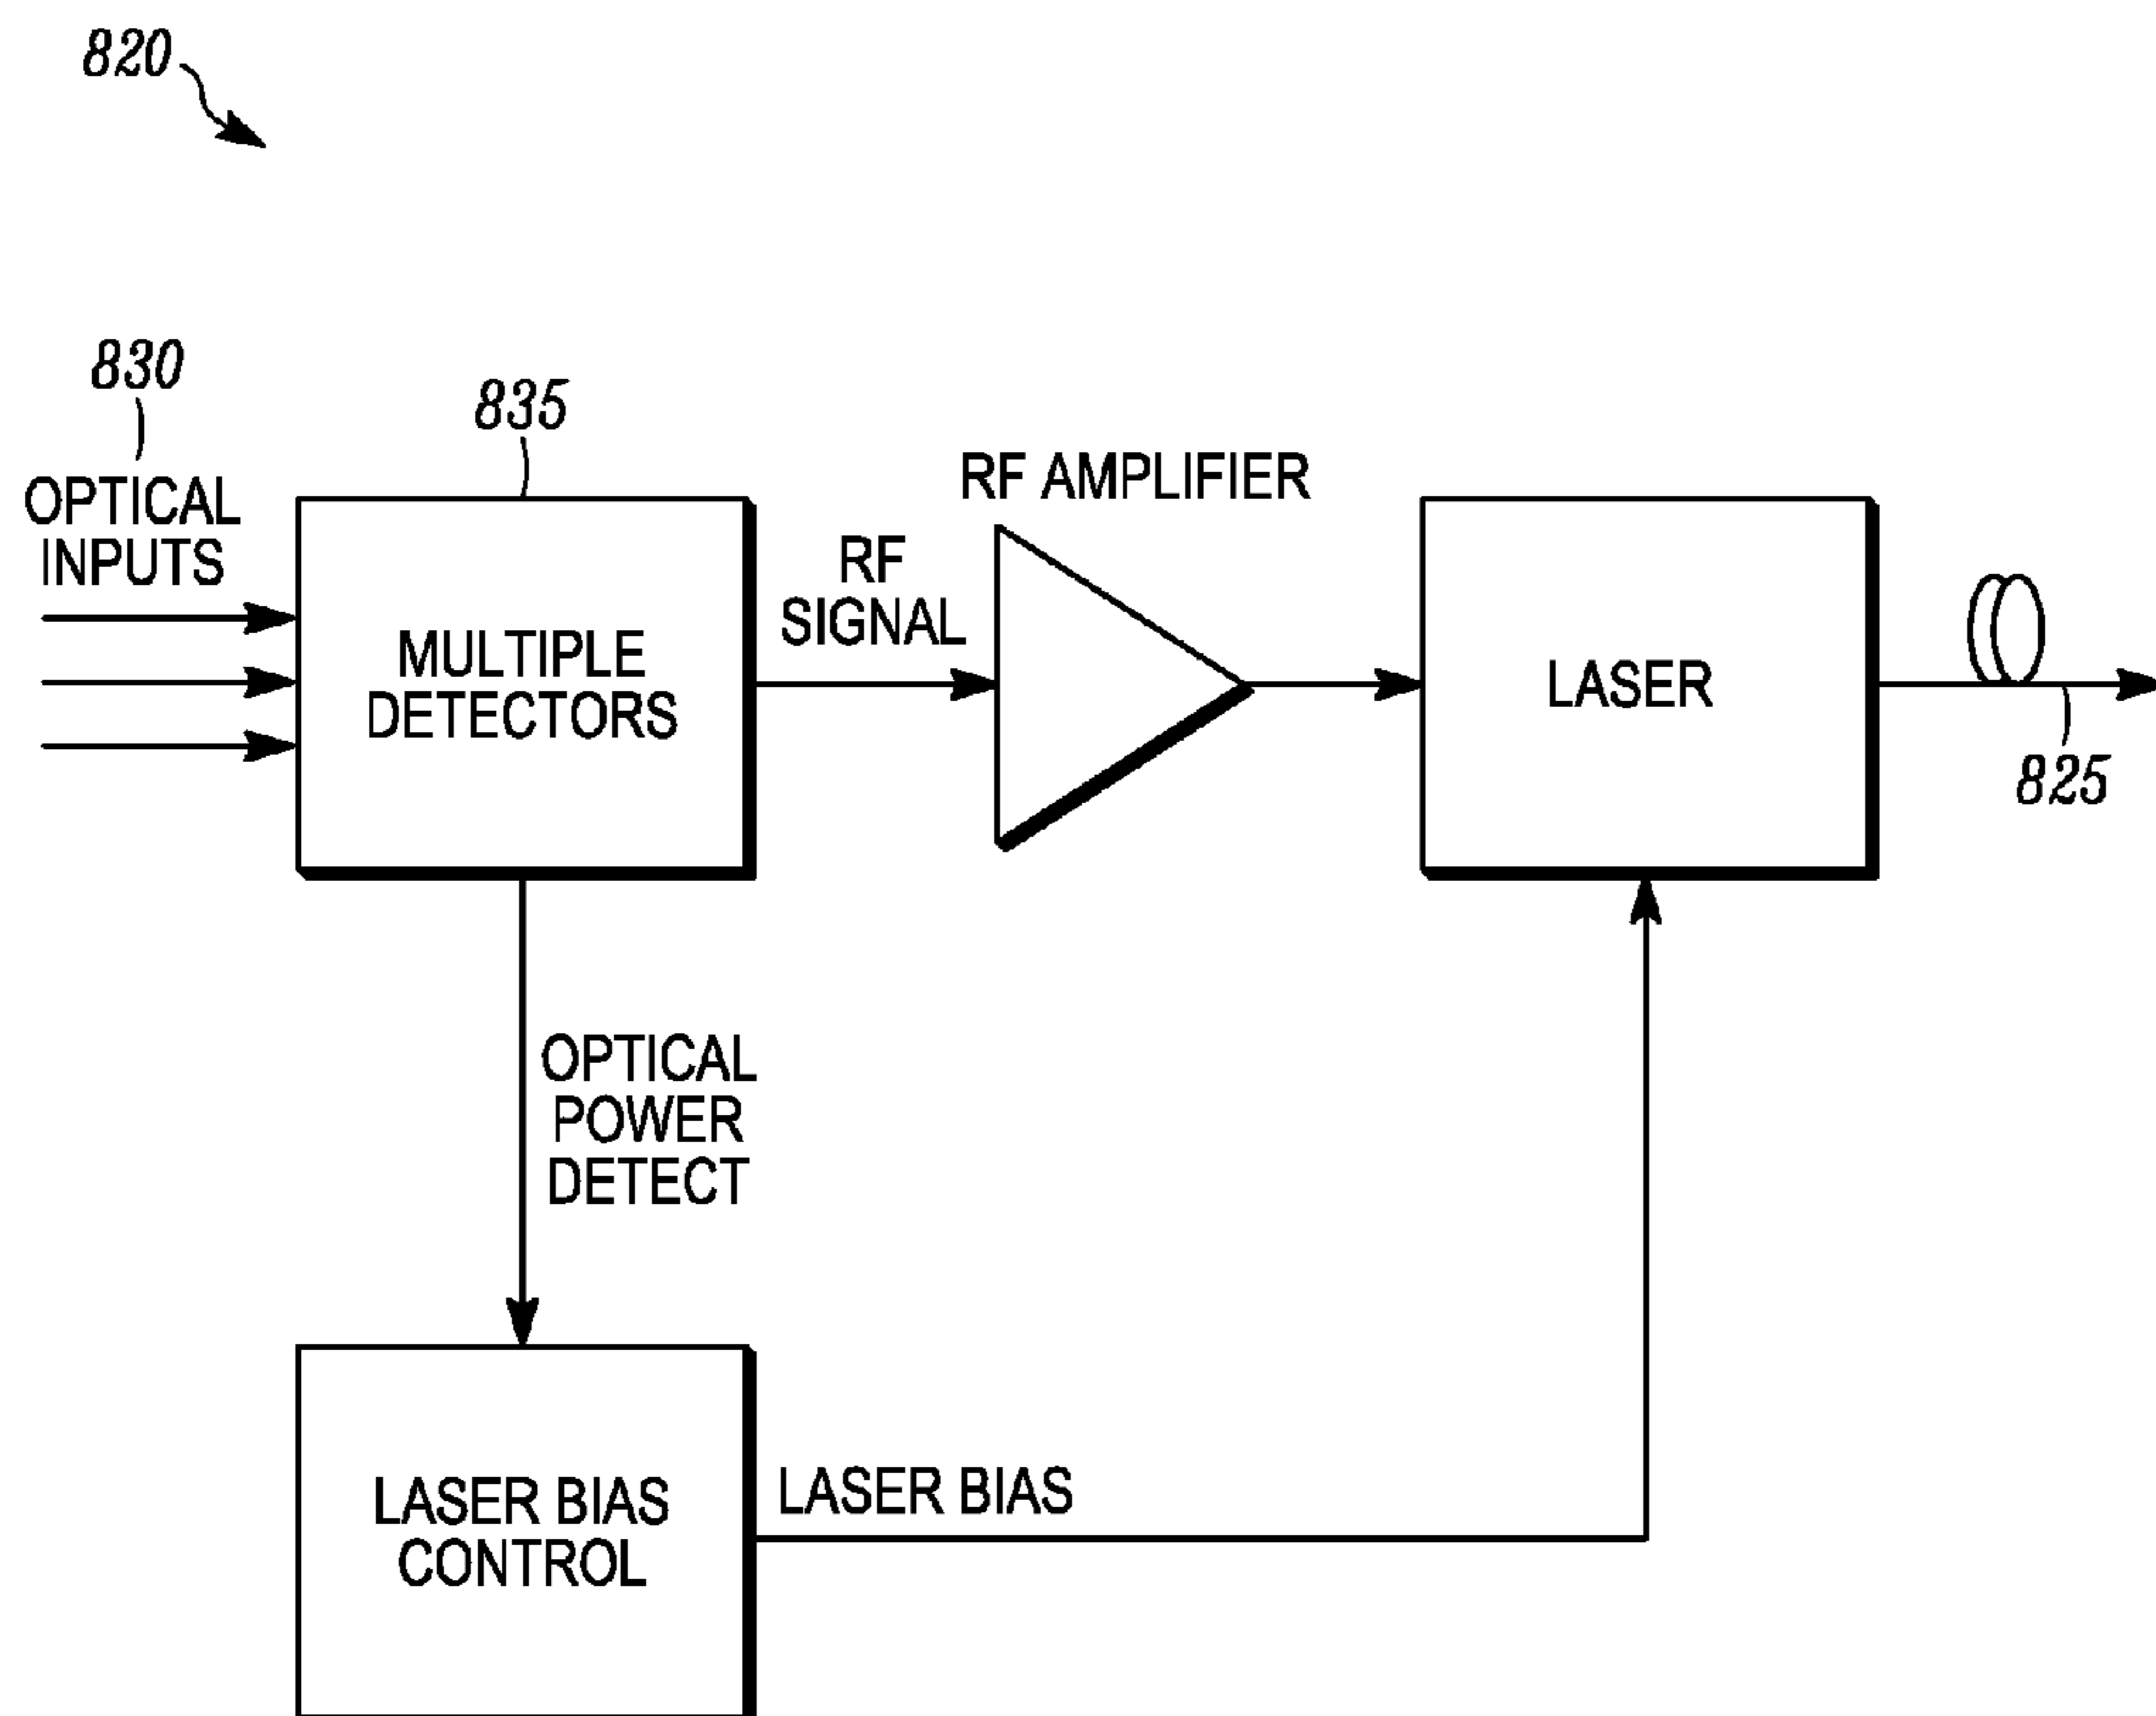 820
830
835
OPTICAL
INPUTS
MULTIPLE
DETECTORS
RF
SIGNAL
RF AMPLIFIER
LASER
825
OPTICAL
POWER
DETECT
LASER BIAS
CONTROL
LASER BIAS